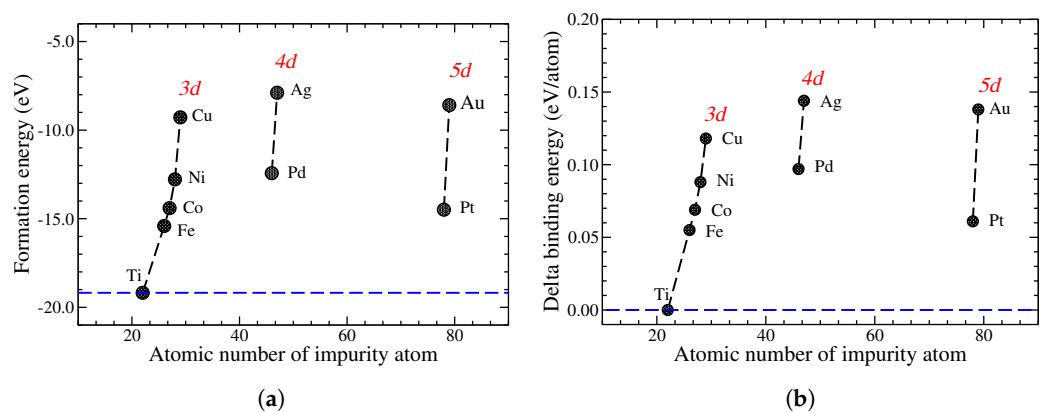 -5.0
-10.0
-15.0
-20.0
Formation energy (eV)
20 40 60 80
Atomic number of impurity atom
3d
4d
5d
Cu
Ni
Co
Fe
Ti
Ag
Pd
Au
Pt
(a)
0.20
0.15
0.10
0.05
0.00
Delta binding energy (eV/atom)
20 40 60 80
Atomic number of impurity atom
3d
4d
5d
Cu
Ni
Co
Fe
Ti
Ag
Pd
Au
Pt
(b)